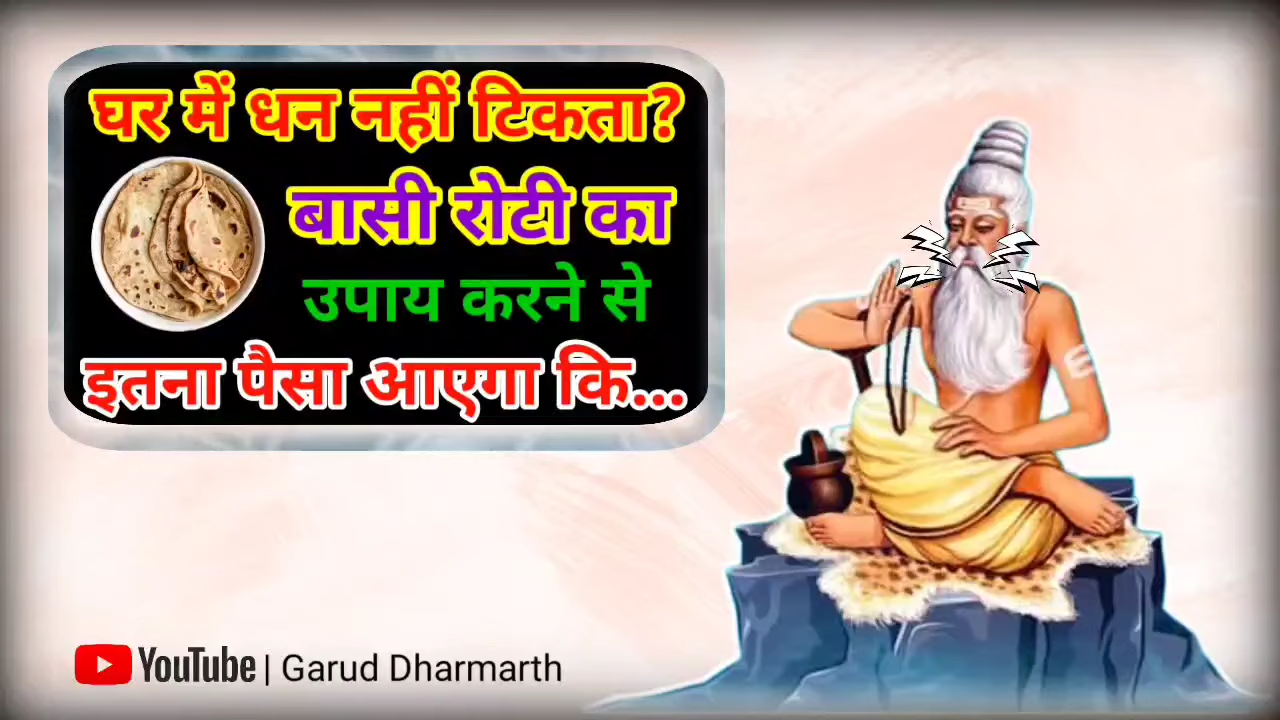 घर में धन नहीं टिकता?
बासी रोटी का
उपाय करने से
इतना पैसा आएगा कि...
YouTube | Garud Dharmarth